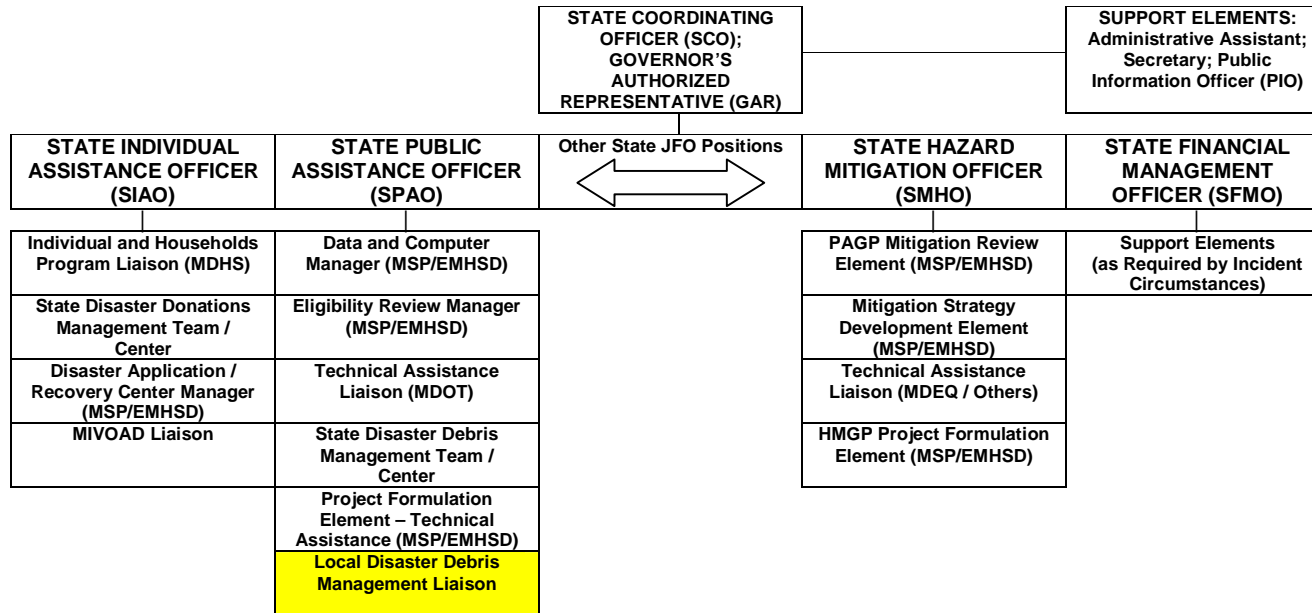 STATE COORDINATING
OFFICER (SCO);
GOVERNOR'S
AUTHORIZED
REPRESENTATIVE (GAR)
SUPPORT ELEMENTS:
Administrative Assistant;
Secretary; Public
Information Officer (PIO)
STATE INDIVIDUAL
ASSISTANCE OFFICER
(SIAO)
STATE PUBLIC
ASSISTANCE OFFICER
(SPAO)
Other State JFO Positions
STATE HAZARD
MITIGATION OFFICER
(SMHO)
STATE FINANCIAL
MANAGEMENT
OFFICER (SFMO)
Individual and Households
Program Liaison (MDHS)
State Disaster Donations
Management Team /
Center
Disaster Application /
Recovery Center Manager
(MSP/EMHSD)
MIVOAD Liaison
Data and Computer
Manager (MSP/EMHSD)
Eligibility Review Manager
(MSP/EMHSD)
Technical Assistance
Liaison (MDOT)
State Disaster Debris
Management Team /
Center
Project Formulation
Element – Technical
Assistance (MSP/EMHSD)
Local Disaster Debris
Management Liaison
PAGP Mitigation Review
Element (MSP/EMHSD)
Mitigation Strategy
Development Element
(MSP/EMHSD)
Technical Assistance
Liaison (MDEQ / Others)
HMGP Project Formulation
Element (MSP/EMHSD)
Support Elements
(as Required by Incident
Circumstances)